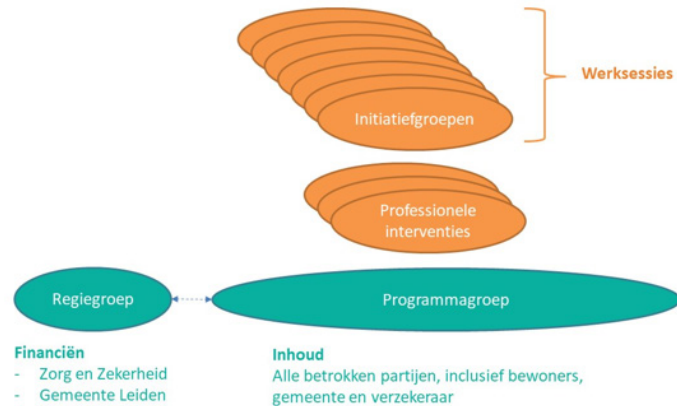 Werksessies
Initiatiefgroepen
Professionele
interventies
Regiegroep
Programmagroep
Financiën
- Zorg en Zekerheid
- Gemeente Leiden
Inhoud
Alle betrokken partijen, inclusief bewoners,
gemeente en verzekeraar